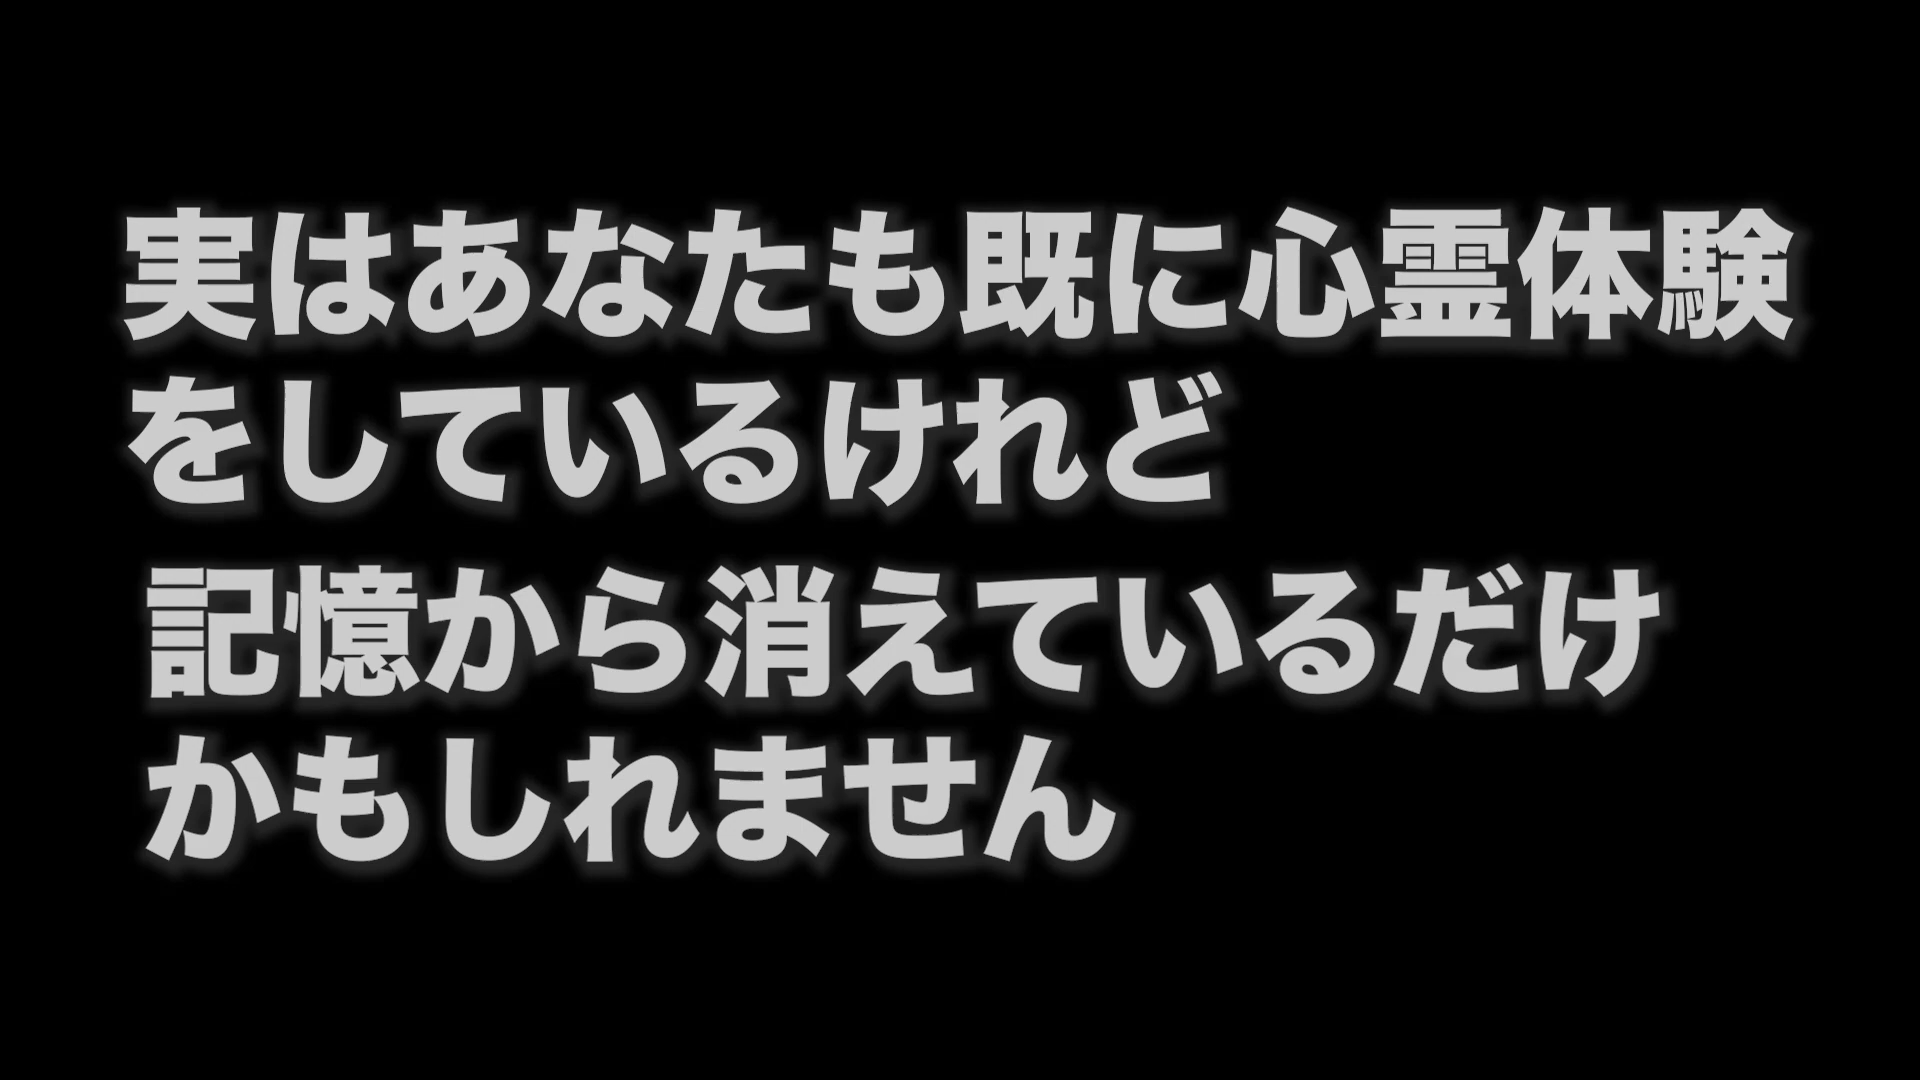 実はあなたも既に心霊体験
をしているけれど
記憶から消えているだけ
かもしれません